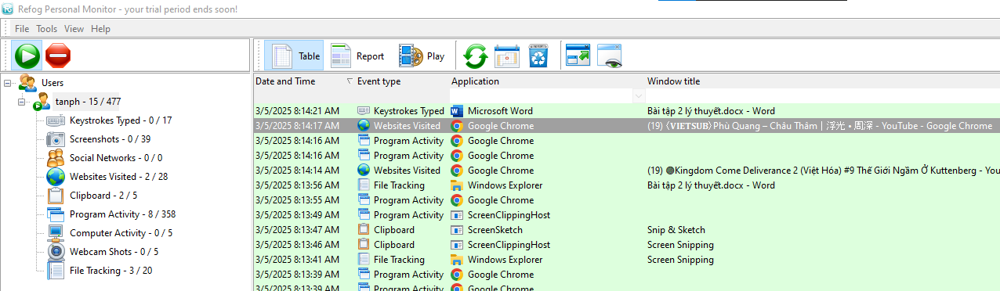 Refog Personal Monitor - your trial period ends soon!
File Tools View Help
Table Report Play
Users
tanph - 15 / 477
Keystrokes Typed - 0 / 17
Screenshots - 0 / 39
Social Networks - 0 / 0
Websites Visited - 2 / 28
Clipboard - 2 / 5
Program Activity - 8 / 358
Computer Activity - 0 / 5
Webcam Shots - 0 / 5
File Tracking - 3 / 20
Date and Time Event type Application Window title
3/5/2025 8:14:21 AM Keystrokes Typed Microsoft Word Bài tập 2 lý thuyết.docx - Word
3/5/2025 8:14:17 AM Websites Visited Google Chrome (19) 〈𝐕𝐈𝐄𝐓𝐒𝐔𝐁〉Phù Quang – Châu Thâm | 浮光 • 周深 - YouTube - Google Chrome
3/5/2025 8:14:16 AM Program Activity Google Chrome
3/5/2025 8:14:16 AM Program Activity Google Chrome
3/5/2025 8:14:14 AM Websites Visited Google Chrome (19) ●Kingdom Come Deliverance 2 (Việt Hóa) #9 Thế Giới Ngầm Ở Kuttenberg - You
3/5/2025 8:13:56 AM File Tracking Windows Explorer Bài tập 2 lý thuyết.docx - Word
3/5/2025 8:13:55 AM Program Activity Google Chrome
3/5/2025 8:13:49 AM Program Activity ScreenClippingHost
3/5/2025 8:13:47 AM Clipboard ScreenSketch Snip & Sketch
3/5/2025 8:13:46 AM Clipboard ScreenClippingHost Screen Snipping
3/5/2025 8:13:41 AM File Tracking Windows Explorer Screen Snipping
3/5/2025 8:13:39 AM Program Activity Google Chrome
3/5/2025 8:13:39 AM Program Activity Google Chrome